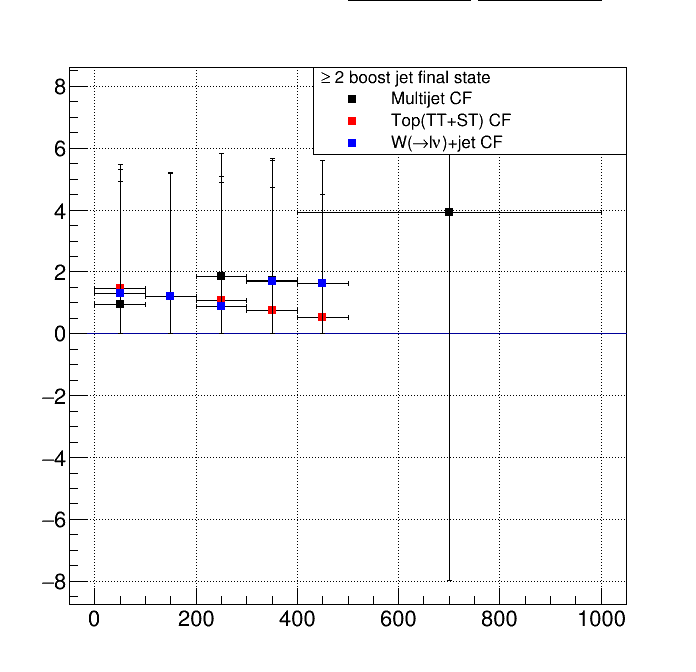 ≥ 2 boost jet final state
Multijet CF
Top(TT+ST) CF
W(→lν)+jet CF
8
6
4
2
0
−2
−4
−6
−8
0 200 400 600 800 1000